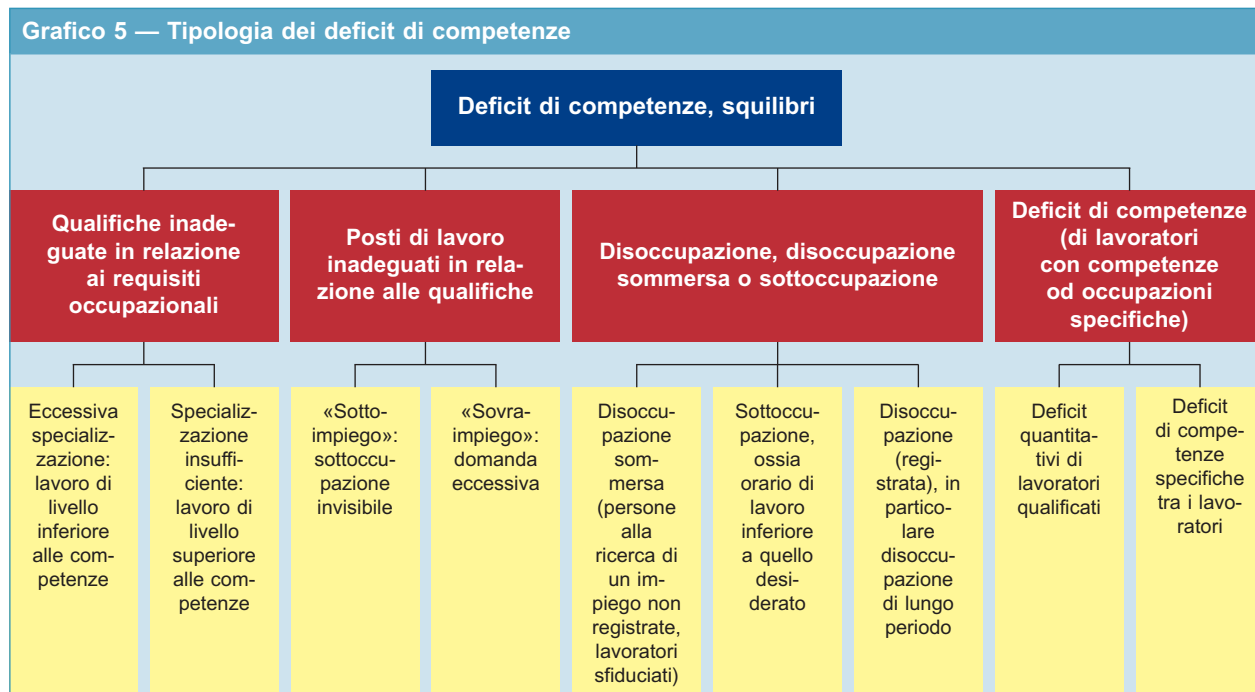 Grafico 5 — Tipologia dei deficit di competenze
Deficit di competenze, squilibri
Qualifiche inade-
guate in relazione
ai requisiti
occupazionali
Posti di lavoro
inadeguati in rela-
zione alle qualifiche
Disoccupazione, disoccupazione
sommersa o sottoccupazione
Deficit di competenze
(di lavoratori
con competenze
od occupazioni
specifiche)
Eccessiva
specializ-
zazione:
lavoro di
livello
inferiore
alle com-
petenze
Specializ-
zazione
insuffi-
ciente:
lavoro di
livello
superiore
alle com-
petenze
«Sotto-
impiego»:
sottoccu-
pazione
invisibile
«Sovra-
impiego»:
domanda
eccessiva
Disoccu-
pazione
som-
mersa
(persone
alla
ricerca di
un im-
piego non
registrate,
lavoratori
sfiduciati)
Sottoccu-
pazione,
ossia
orario di
lavoro
inferiore
a quello
desi-
derato
Disoccu-
pazione
(regi-
strata), in
partico-
lare
disoccu-
pazione
di lungo
periodo
Deficit
quantita-
tivi di
lavoratori
qualificati
Deficit
di compe-
tenze
specifiche
tra i lavo-
ratori